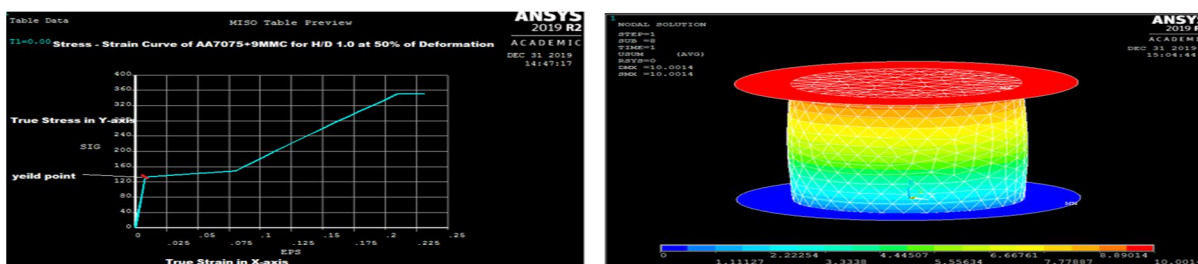 Table Data
MISO Table Preview
ANSYS
2019 R2
ACADEMIC
DEC 31 2019
14:47:17
T1=0.00 Stress - Strain Curve of AA7075+9MMC for H/D 1.0 at 50% of Deformation
400
360
320
True Stress in Y-axis
280
240
SIG
200
160
yeild point
120
80
40
0
0 .05 .1 .15 .2 .25
.025 .075 .125 .175 .225
EPS
True Strain in X-axis
1
NODAL SOLUTION
STEP=1
SUB =8
TIME=1
USUM (AVG)
RSYS=0
DMX =10.0014
SMX =10.0014
ANSYS
2019 R2
ACADEMIC
DEC 31 2019
15:04:44
MN
0 2.22254 4.44507 6.66761 8.89014
1.11127 3.3338 5.55634 7.77887 10.0014